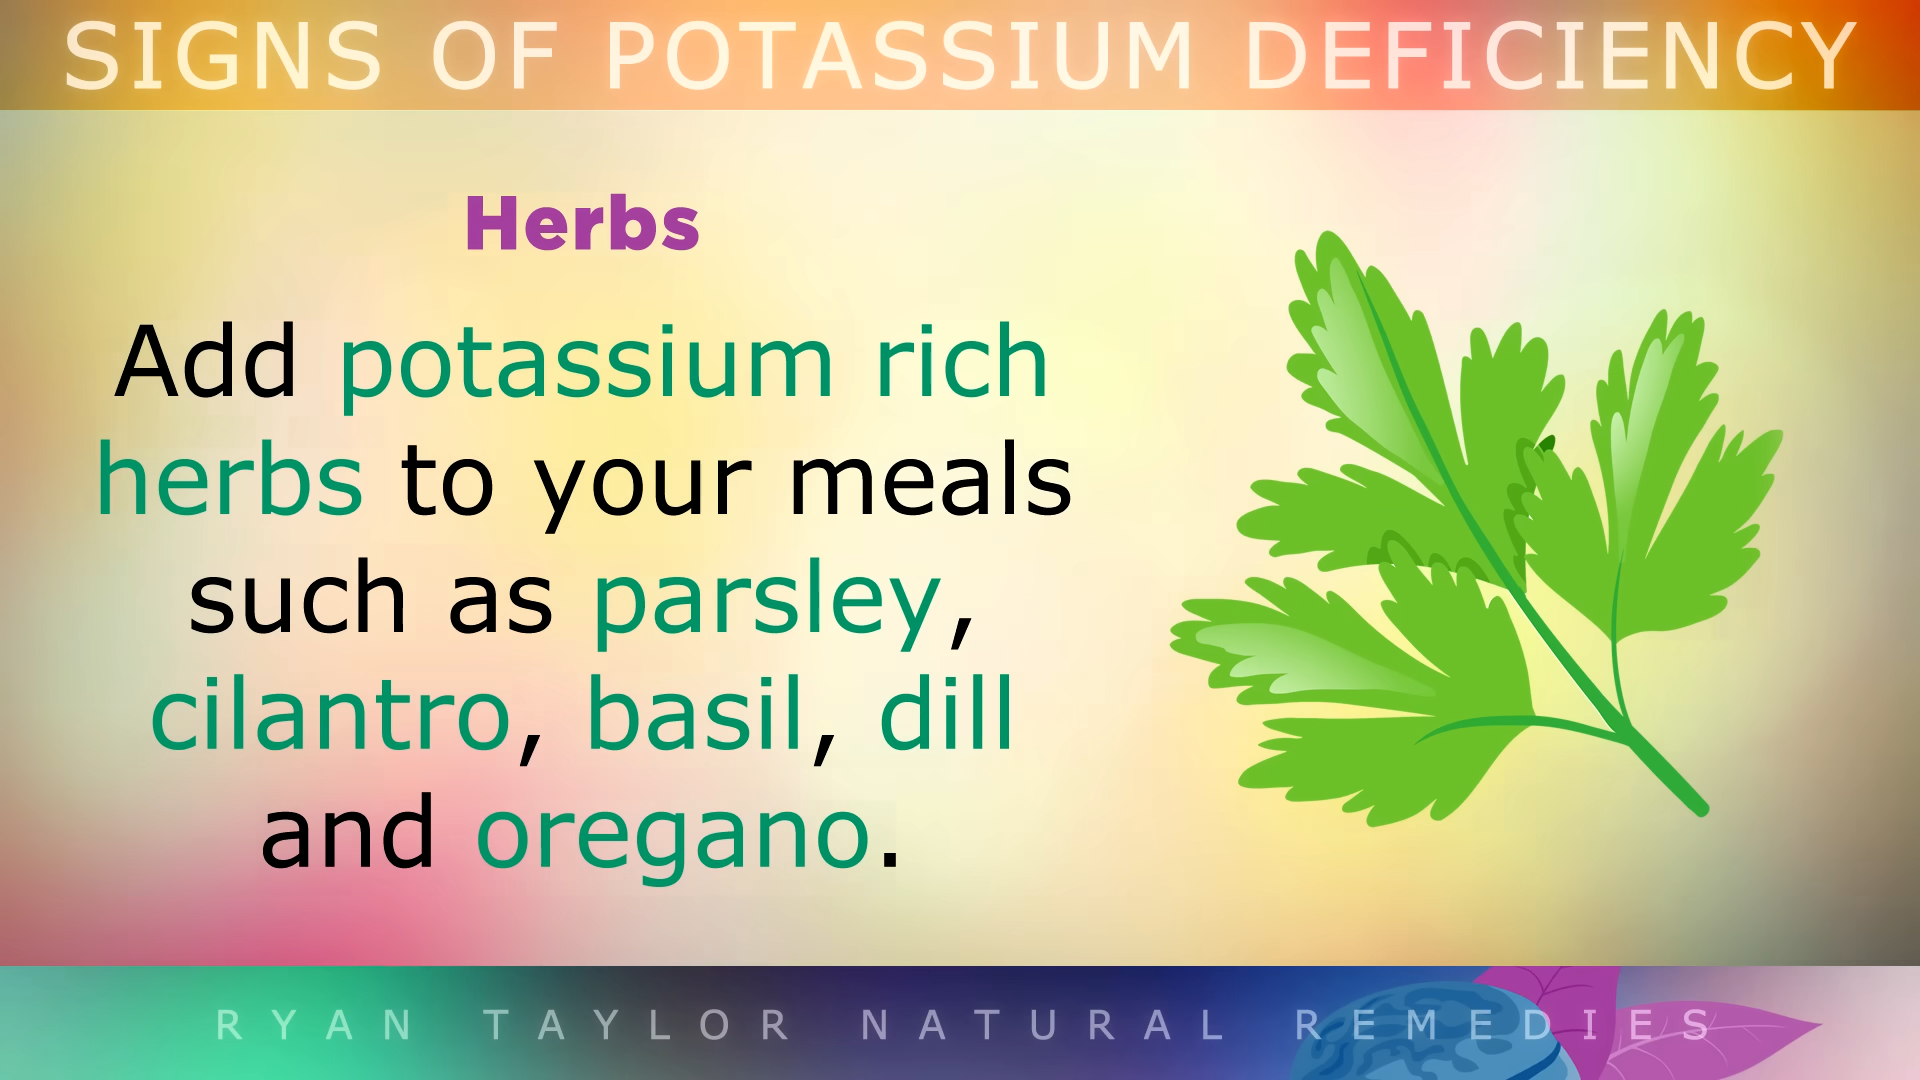 SIGNS OF POTASSIUM DEFICIENCY
Herbs
Add potassium rich
herbs to your meals
such as parsley,
cilantro, basil, dill
and oregano.
RYAN TAYLOR NATURAL REMEDIES